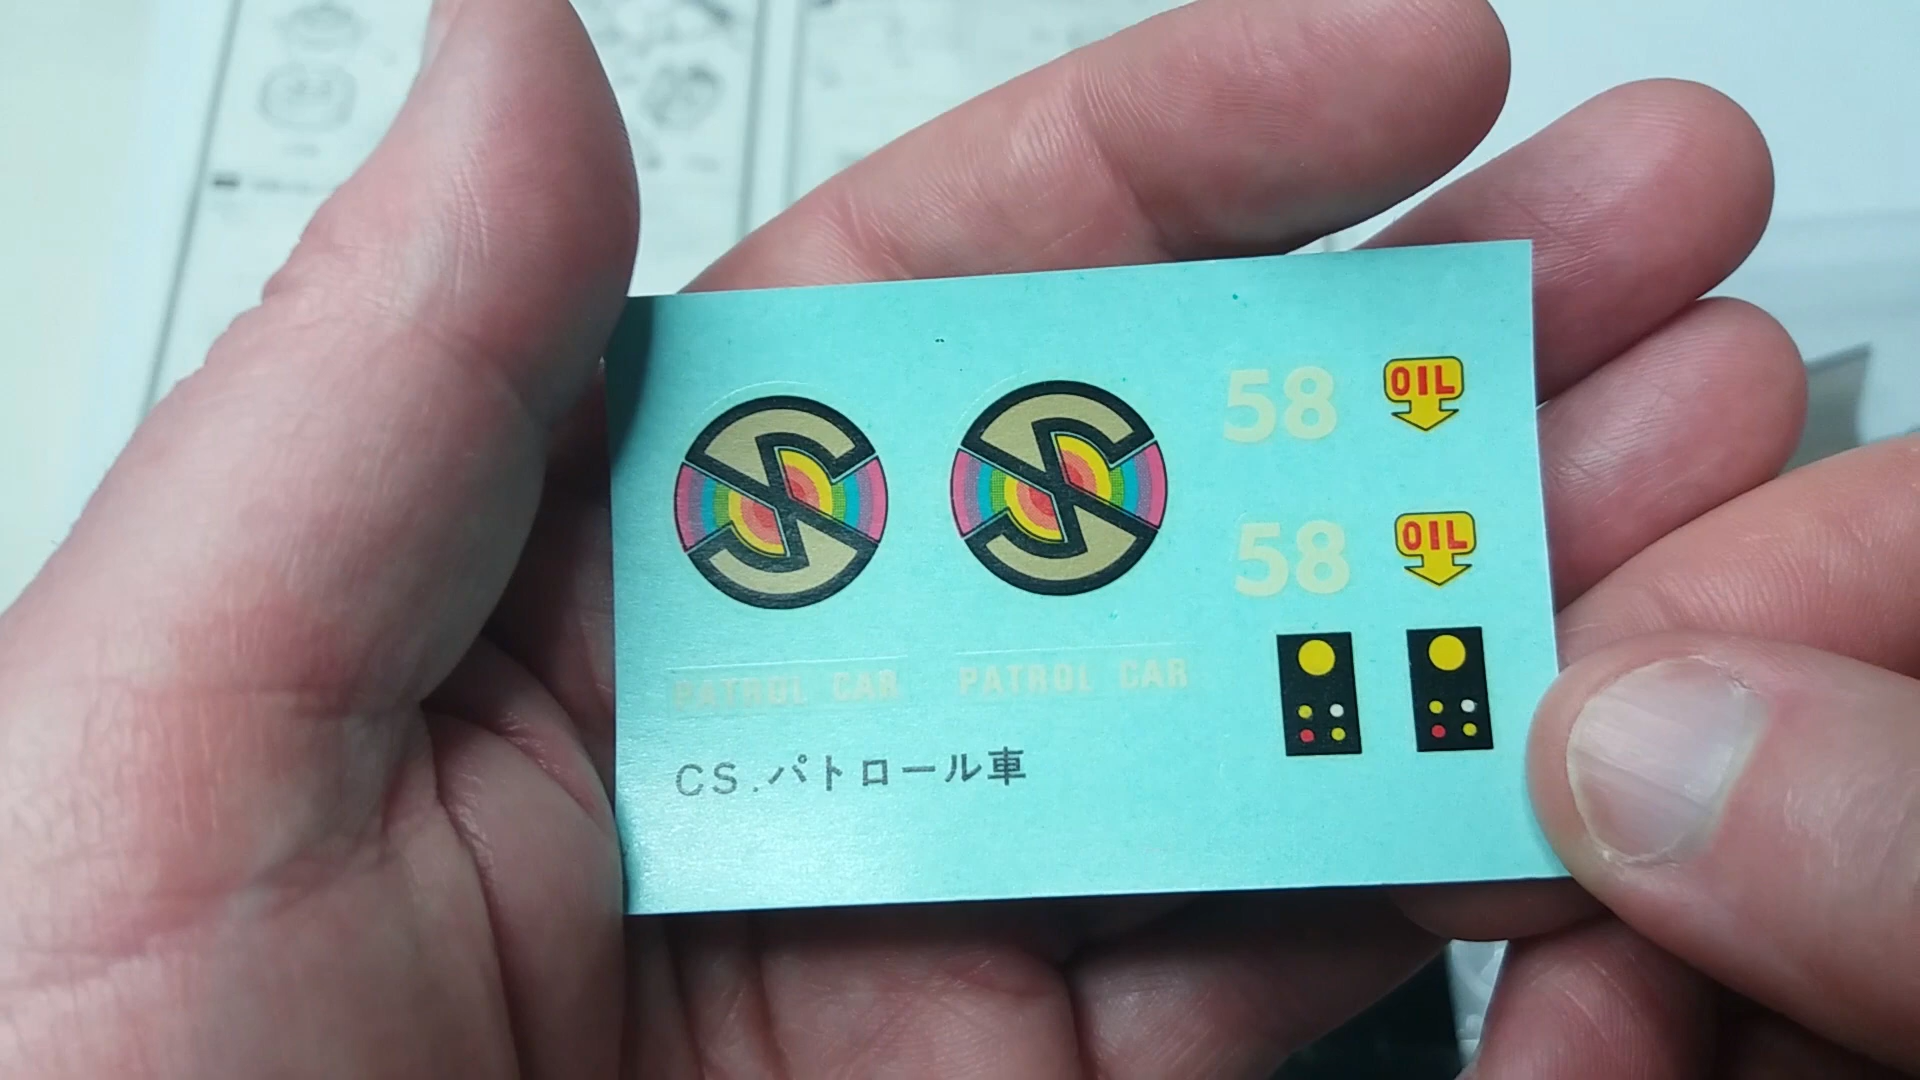 58 OIL
58 OIL
PATROL CAR PATROL CAR
CS.パトロール車